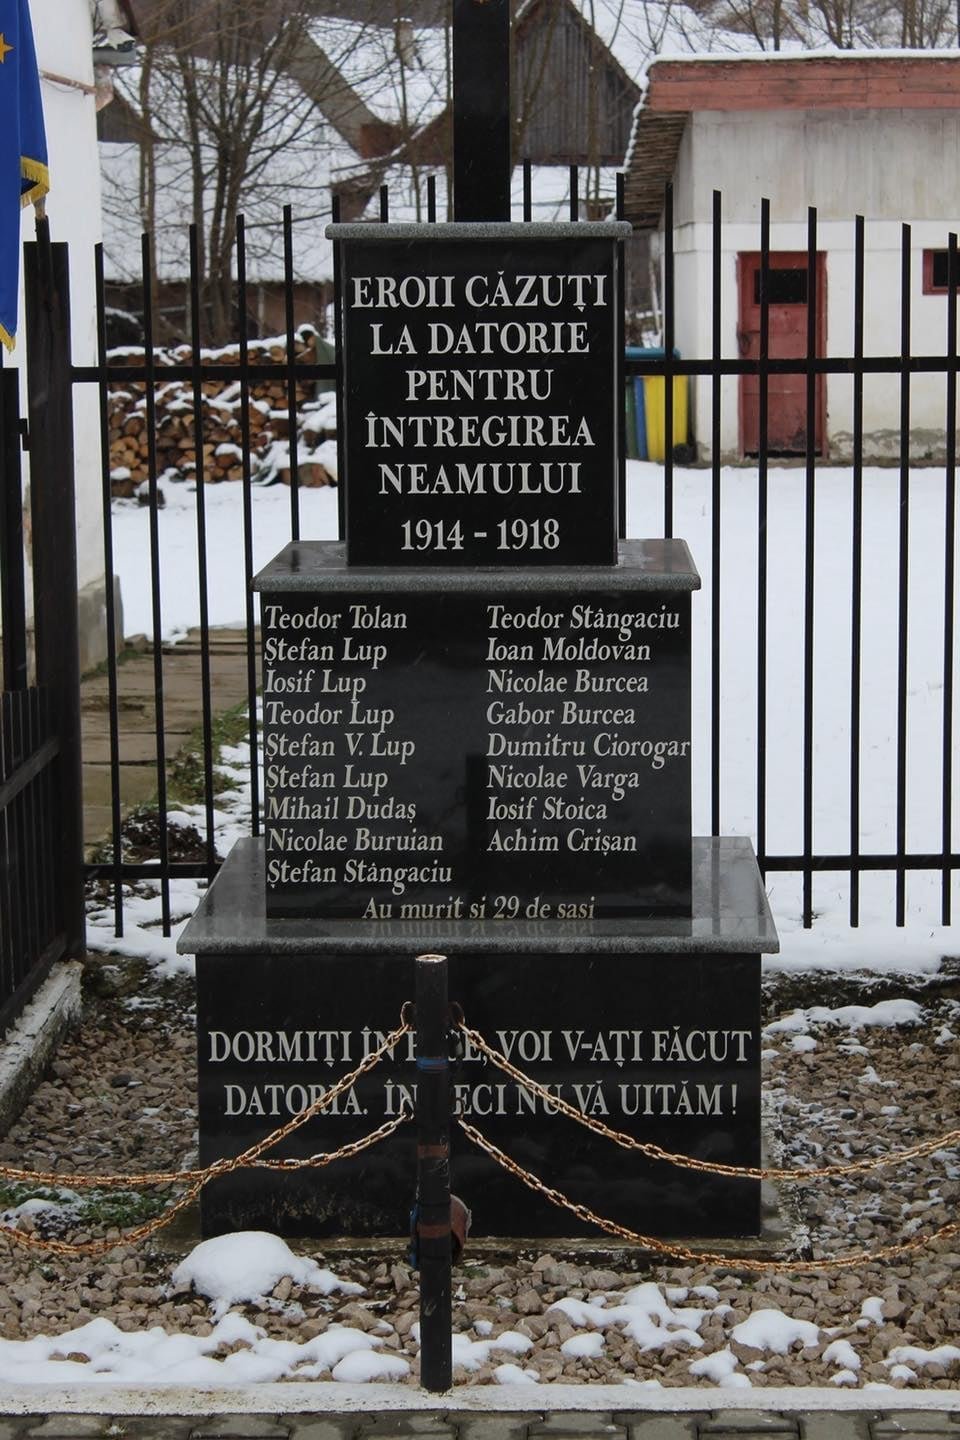 EROII CĂZUȚI
LA DATORIE
PENTRU
ÎNTREGIREA
NEAMULUI
1914 - 1918
Teodor Tolan
Ștefan Lup
Iosif Lup
Teodor Lup
Ștefan V. Lup
Ștefan Lup
Mihail Dudaș
Nicolae Buruian
Ștefan Stângaciu
Teodor Stângaciu
Ioan Moldovan
Nicolae Burcea
Gabor Burcea
Dumitru Ciorogar
Nicolae Varga
Iosif Stoica
Achim Crișan
Au murit si 29 de sasi
DORMIȚI ÎN VOI V-AȚI FĂCUT
DATORIA. ÎN NU VĂ UITĂM !